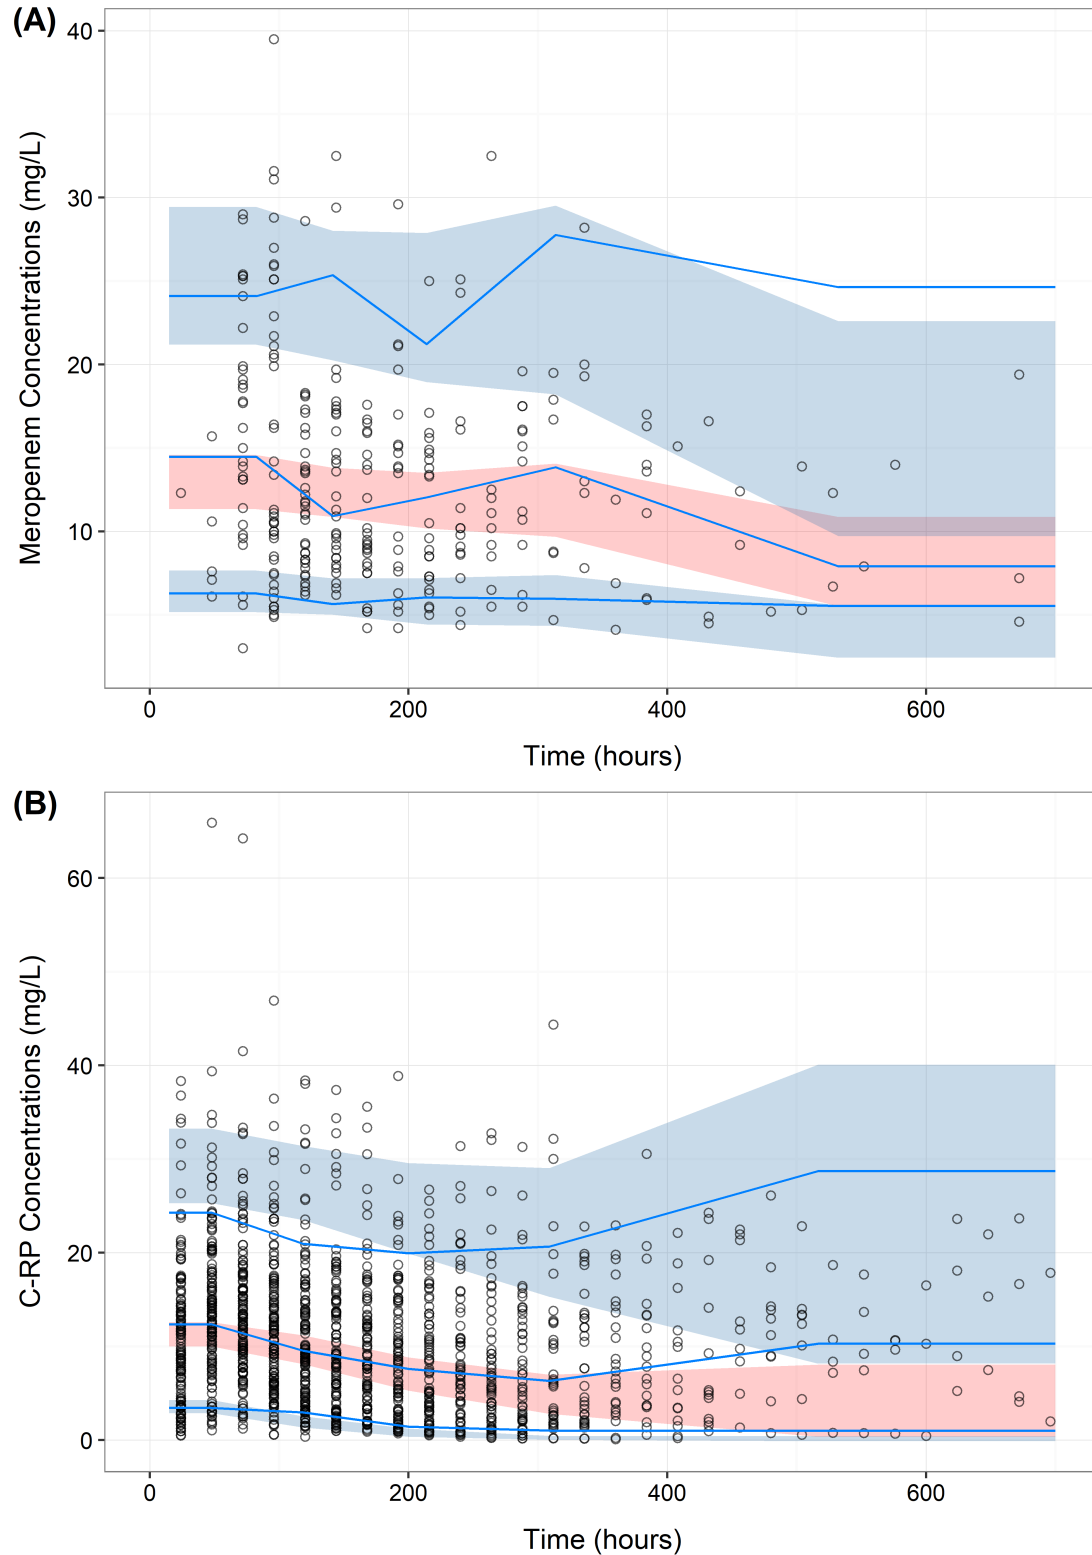 (A)
Meropenem Concentrations (mg/L)
40
30
20
10
0 200 400 600
Time (hours)
(B)
C-RP Concentrations (mg/L)
60
40
20
0
0 200 400 600
Time (hours)